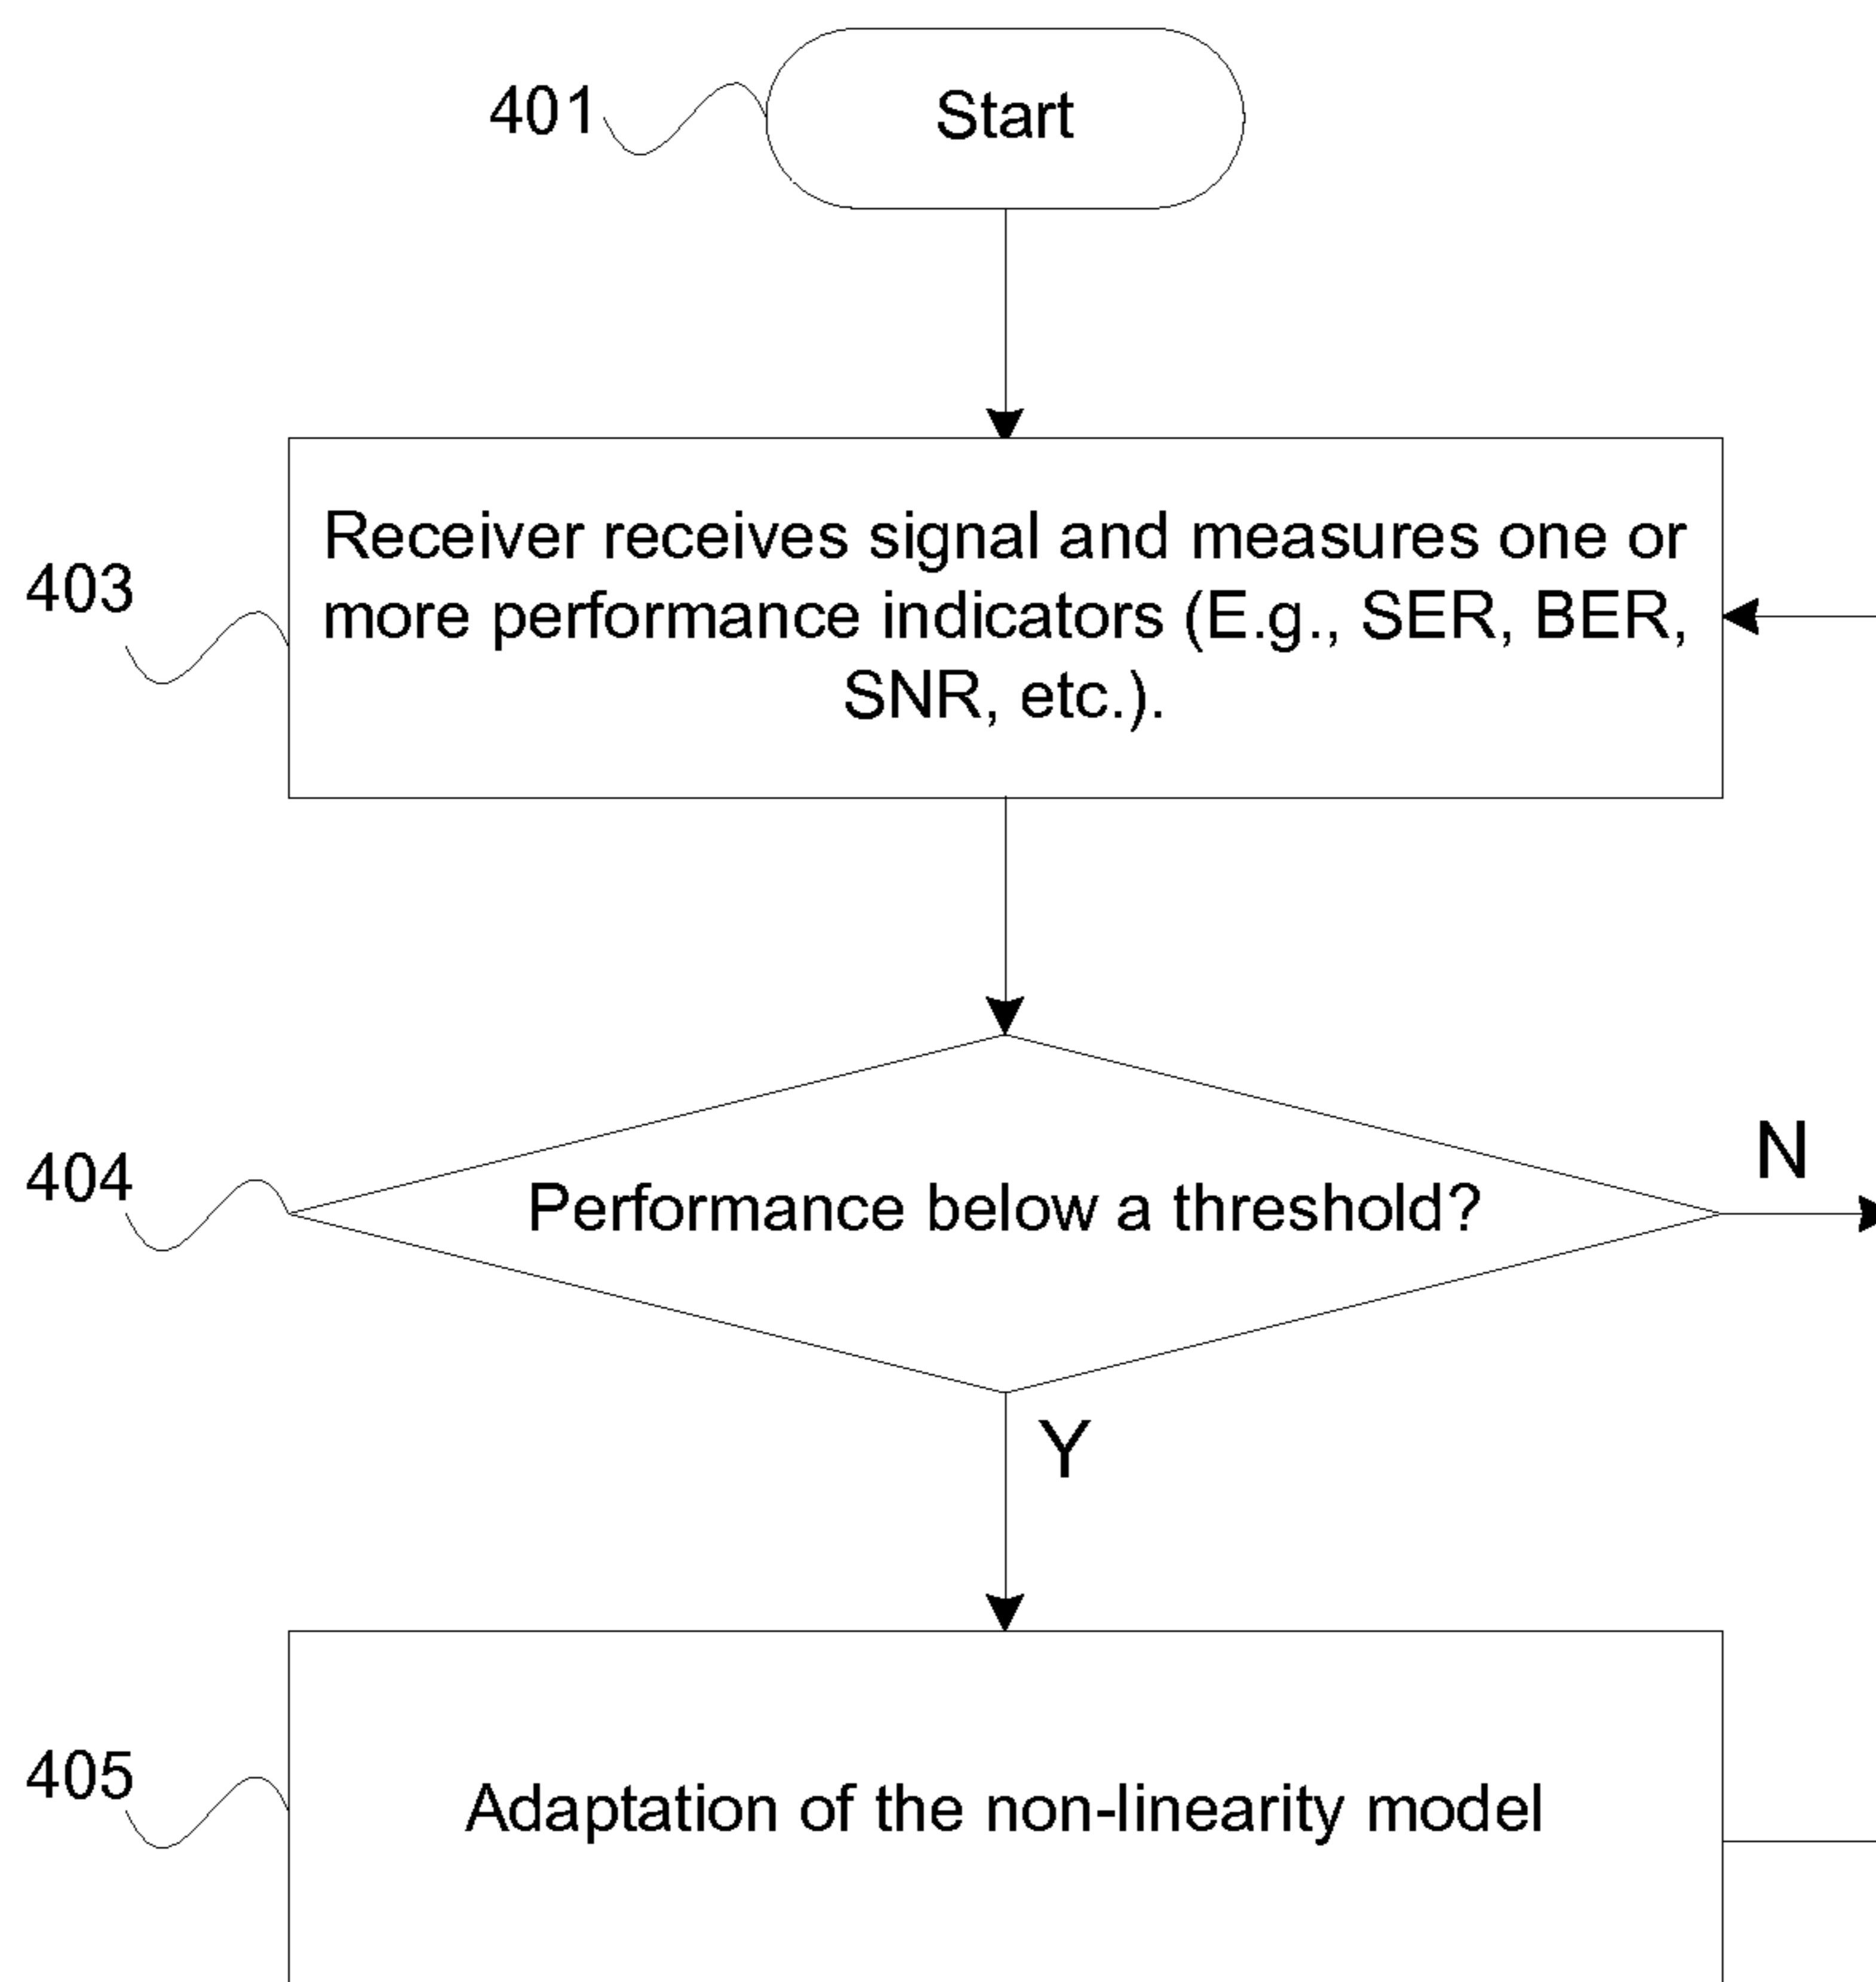 401
Start
403
Receiver receives signal and measures one or
more performance indicators (E.g., SER, BER,
SNR, etc.).
404
Performance below a threshold?
N
Y
405
Adaptation of the non-linearity model